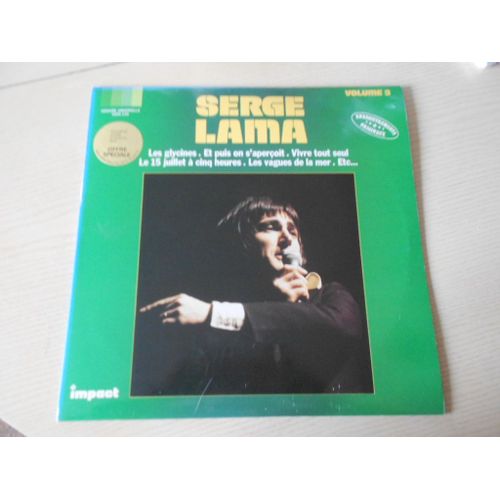 VOLUME 3
SERGE
LAMA
OFFRE
SPECIALE
Les glycines . Et puis on s'aperçoit . Vivre tout seul
Le 15 juillet à cinq heures . Les vagues de la mer . Etc...
impact